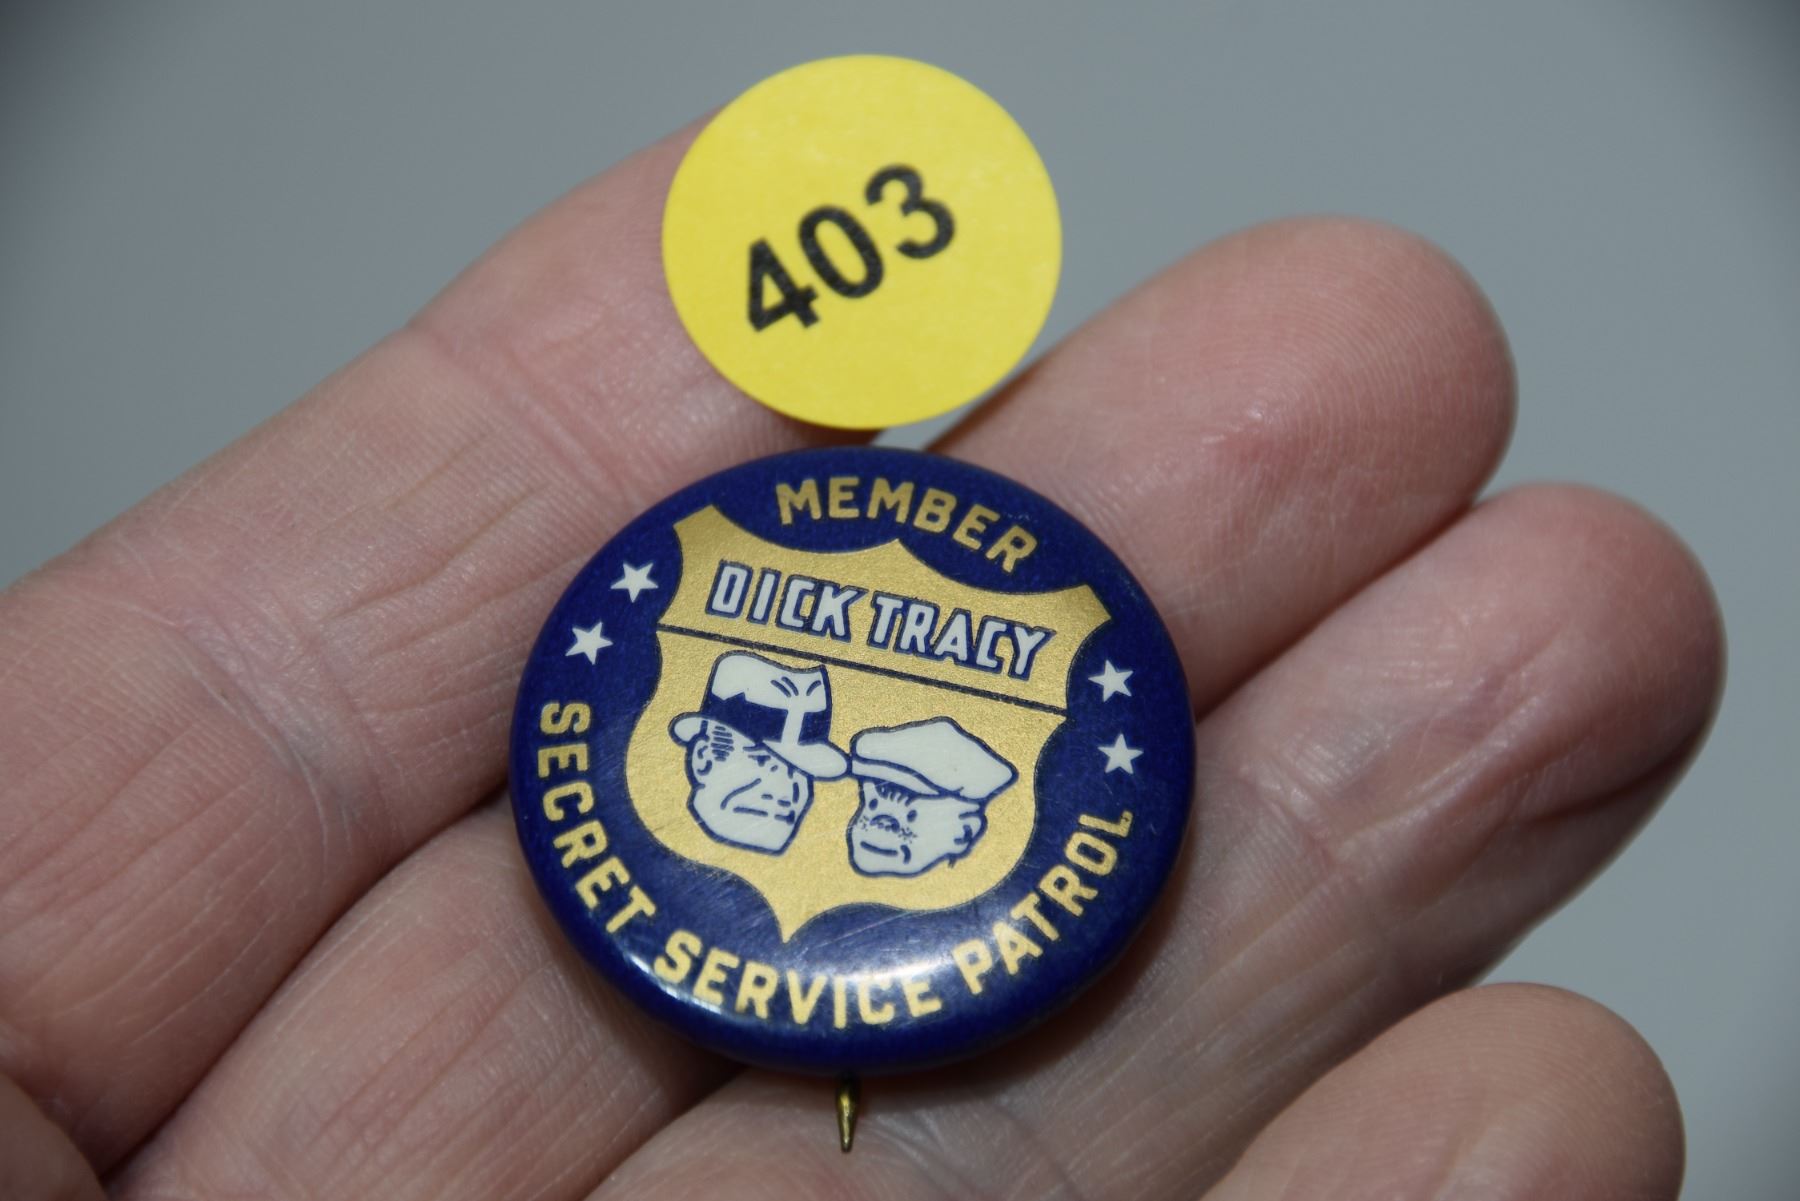 403
MEMBER
DICK TRACY
SECRET SERVICE PATROL